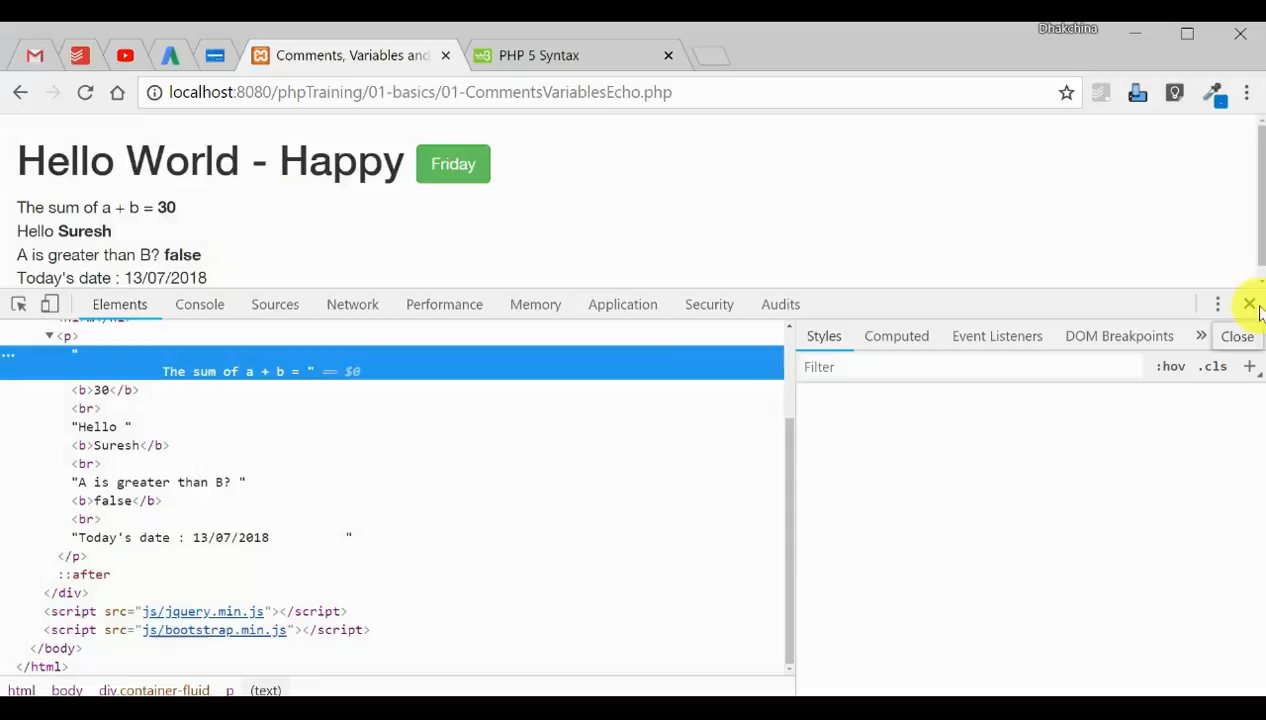 Dhakchina
Comments, Variables and
PHP 5 Syntax
localhost:8080/phpTraining/01-basics/01-CommentsVariablesEcho.php
Hello World - Happy Friday
The sum of a + b = 30
Hello Suresh
A is greater than B? false
Today's date : 13/07/2018
Elements Console Sources Network Performance Memory Application Security Audits
<p>
Styles Computed Event Listeners DOM Breakpoints » Close
"
The sum of a + b = " == $0
Filter :hov .cls +
<b>30</b>
<br>
"Hello "
<b>Suresh</b>
<br>
"A is greater than B? "
<b>false</b>
<br>
"Today's date : 13/07/2018 "
</p>
::after
</div>
<script src="js/jquery.min.js"></script>
<script src="js/bootstrap.min.js"></script>
</body>
</html>
html body div.container-fluid p (text)